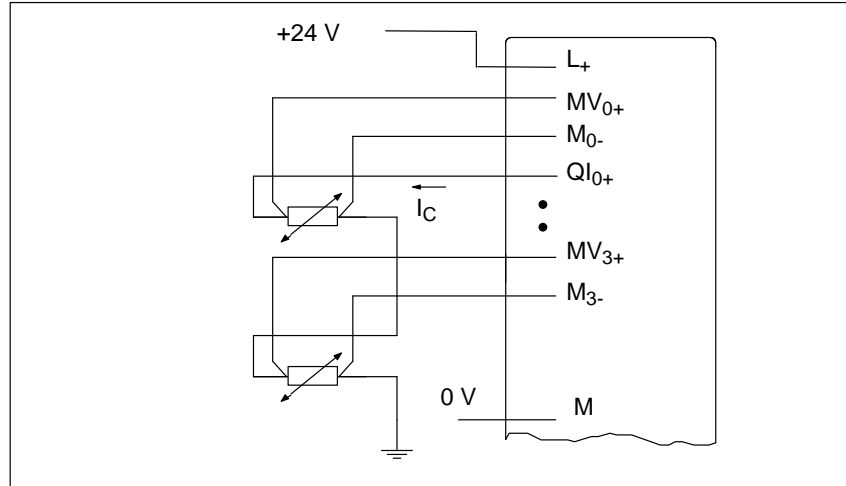 +24 V
L+
MV0+
M0-
QI0+
IC
MV3+
M3-
0 V
M